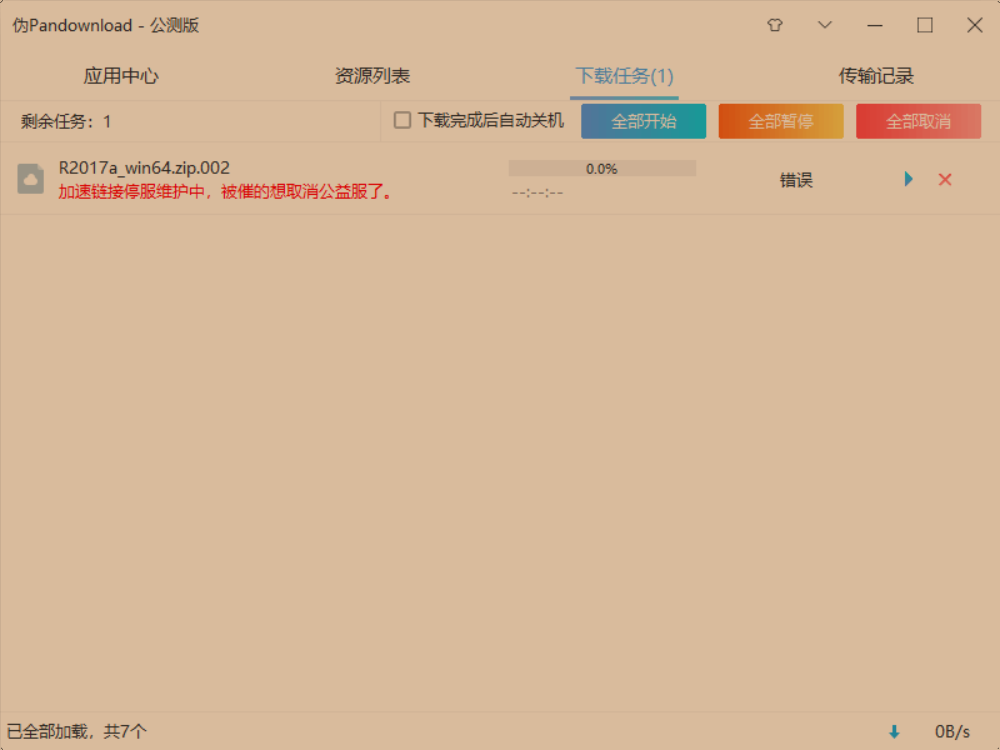 伪Pandownload - 公测版
应用中心 资源列表 下载任务(1) 传输记录
剩余任务：1 下载完成后自动关机 全部开始 全部暂停 全部取消
R2017a_win64.zip.002 0.0%
加速链接停服维护中，被催的想取消公益服了。 --:--:-- 错误
已全部加载，共7个 0B/s